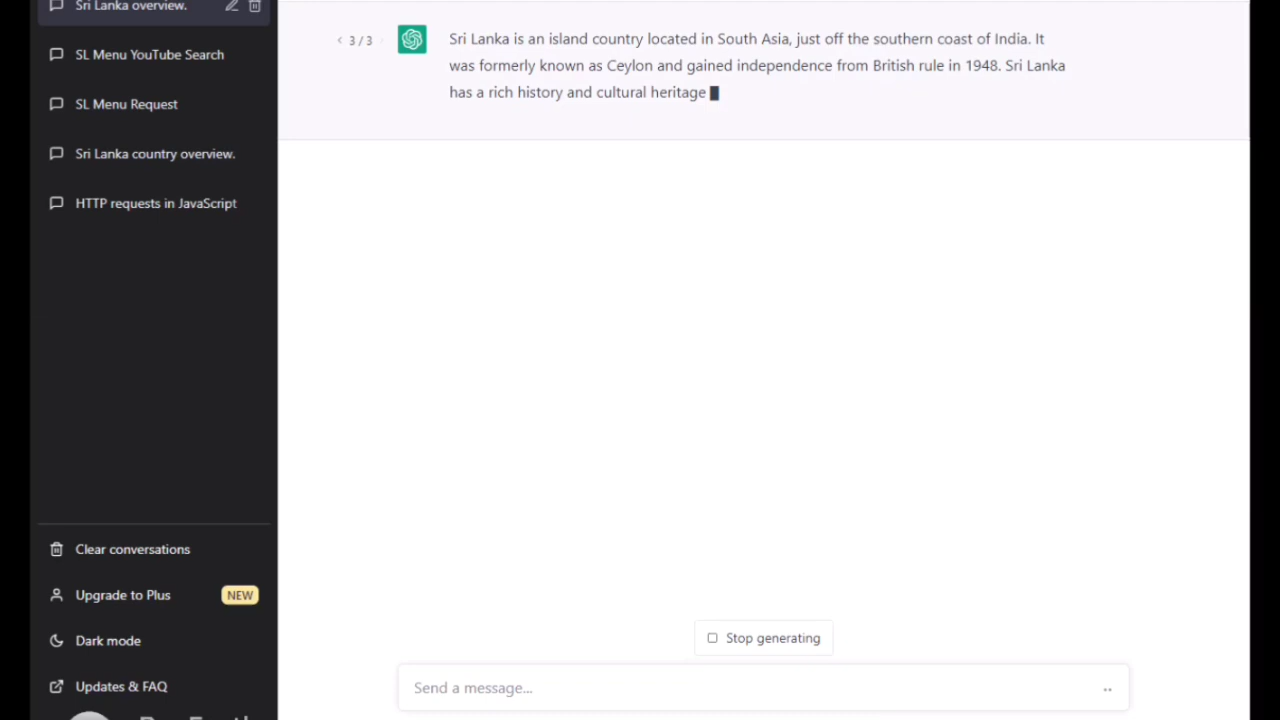 Sri Lanka overview.
SL Menu YouTube Search
SL Menu Request
Sri Lanka country overview.
HTTP requests in JavaScript
Clear conversations
Upgrade to Plus NEW
Dark mode
Updates & FAQ
< 3 / 3
Sri Lanka is an island country located in South Asia, just off the southern coast of India. It
was formerly known as Ceylon and gained independence from British rule in 1948. Sri Lanka
has a rich history and cultural heritage
Stop generating
Send a message...